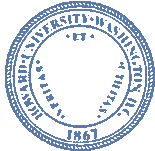 HOWARD·UNIVERSITY·WASHINGTON D.C.
ET
VERITAS
UTILITAS
1867